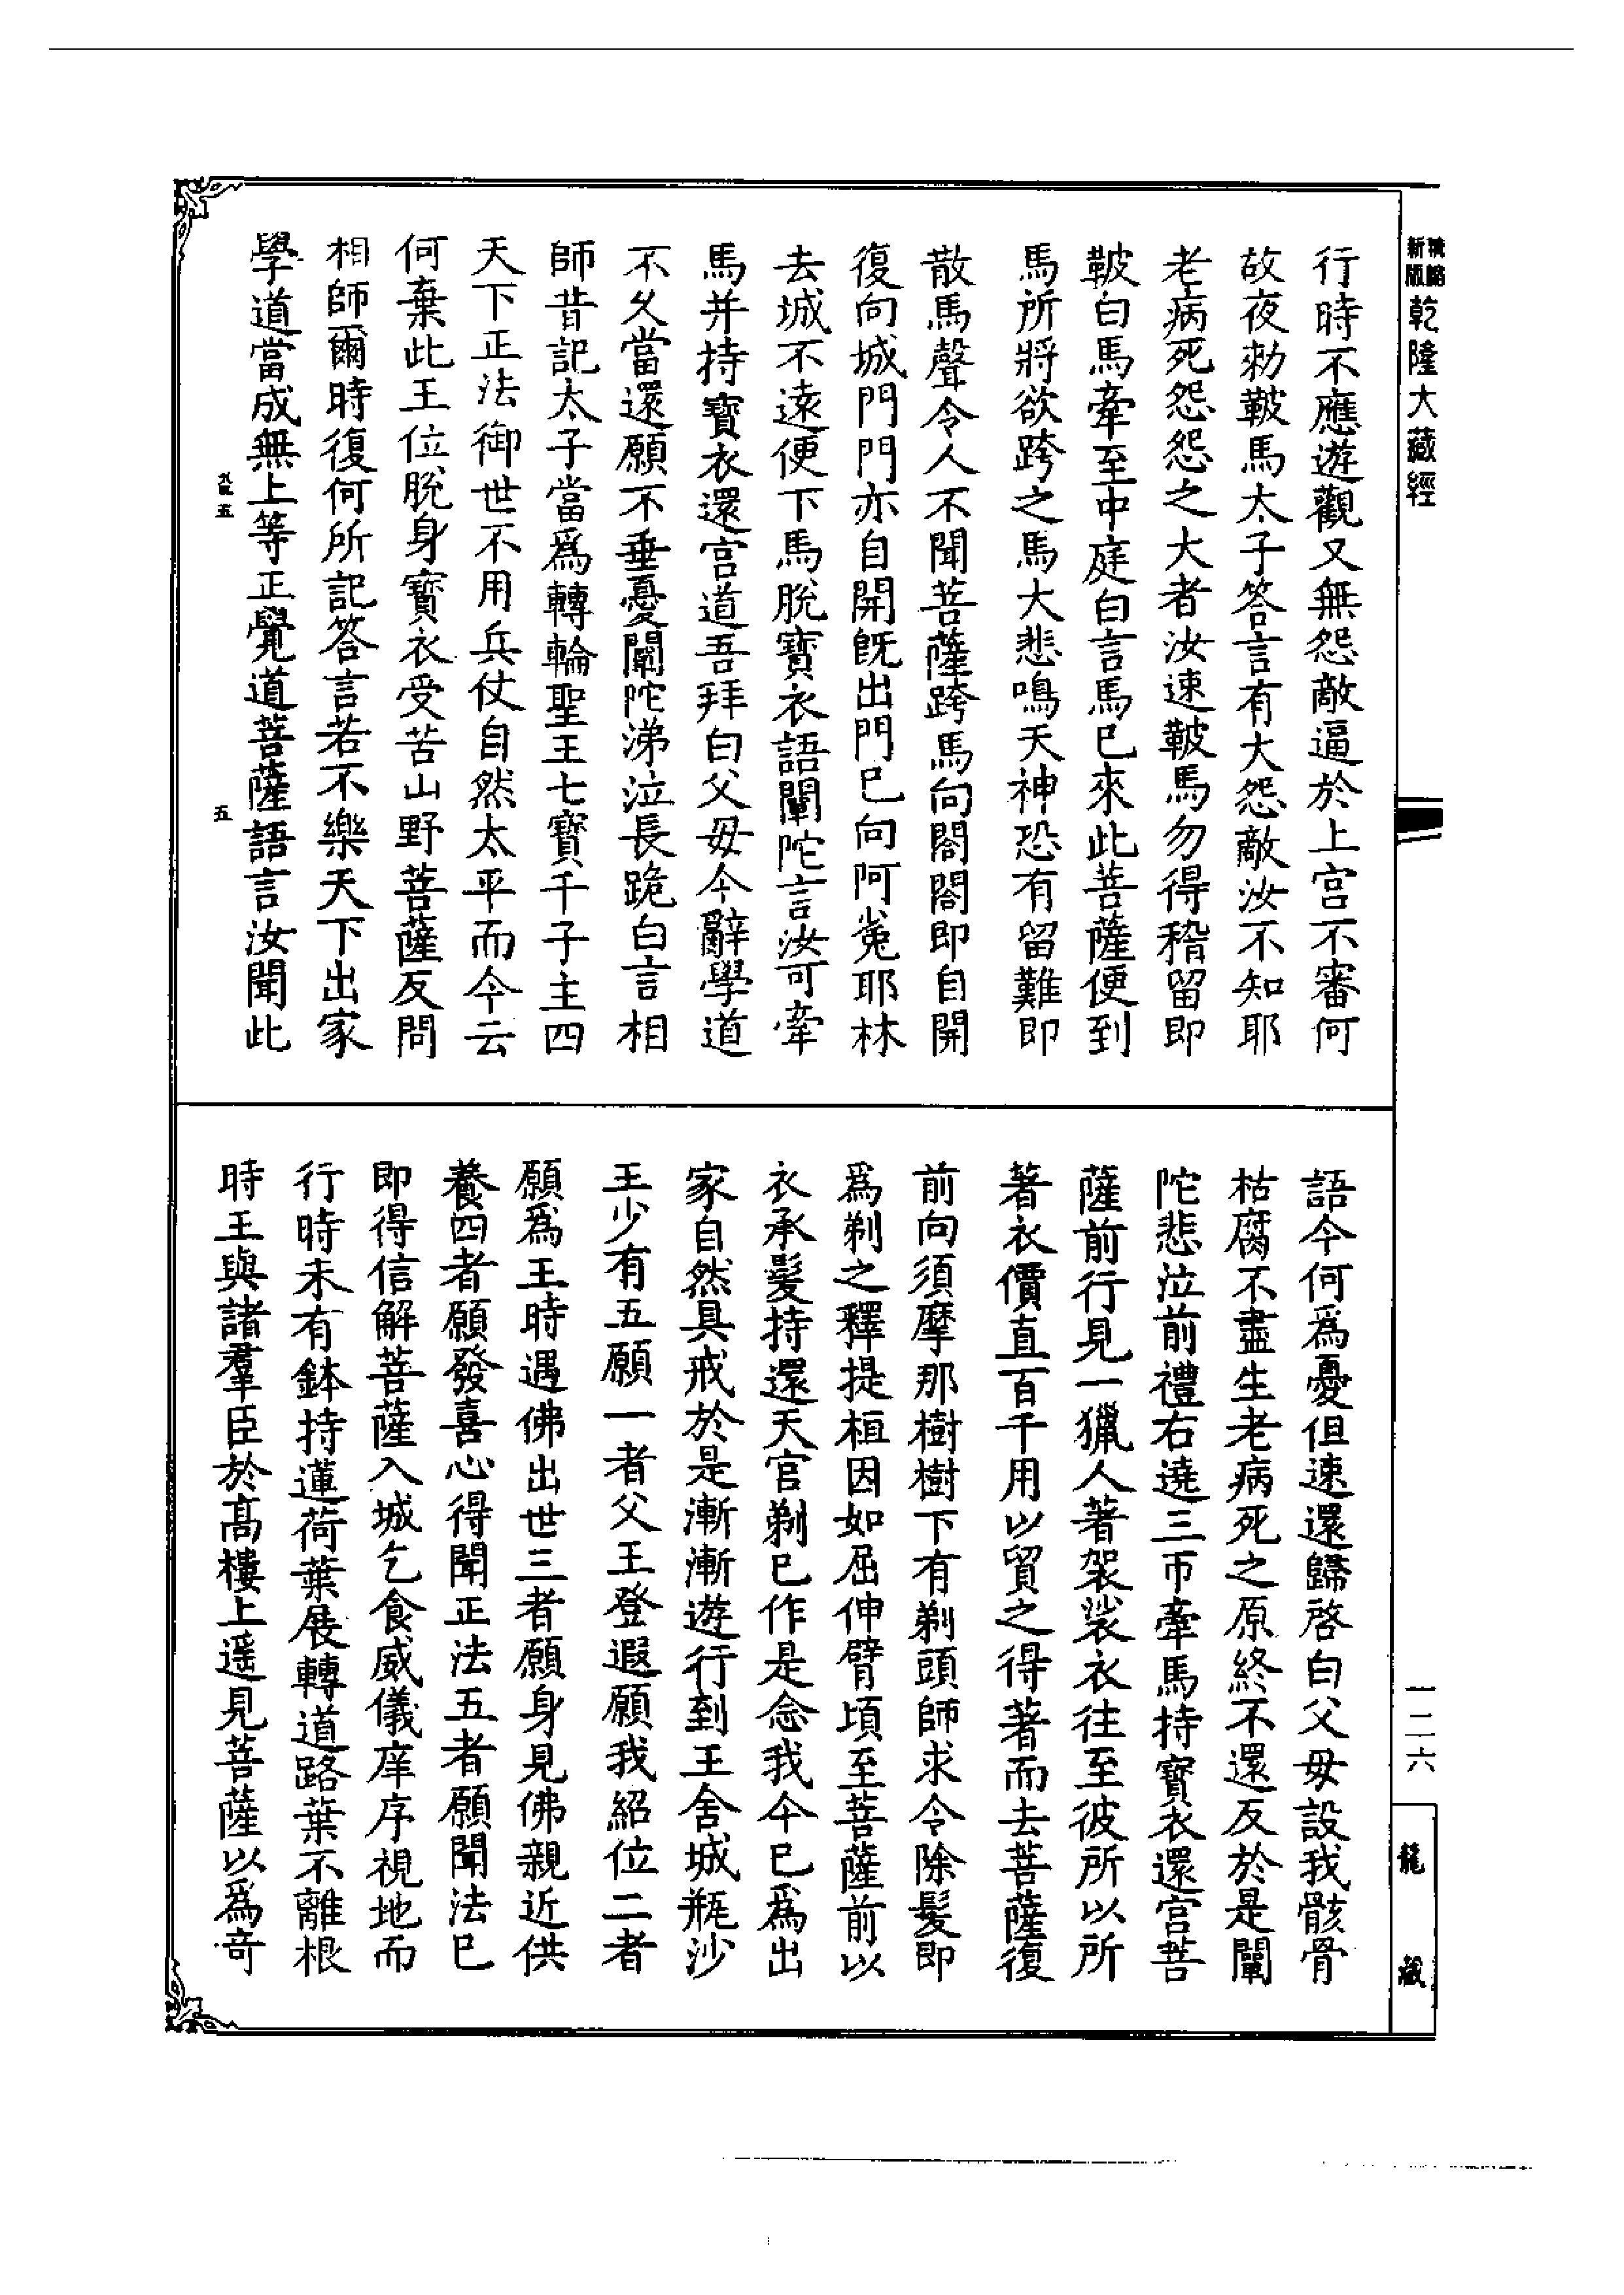 新版
乾隆大藏經
行時不應遊觀又無怨敵逼於上宮不審何
故夜勑鞁馬太子答言有大怨敵汝不知耶
老病死怨怨之大者汝速鞁馬勿得稽留即
鞁白馬牽至中庭白言馬已來此菩薩便到
馬所將欲跨之馬大悲鳴天神恐有留難即
散馬聲令人不聞菩薩跨馬向閤閤即自開
復向城門門亦自開旣出門已向阿㝹耶林
去城不遠便下馬脫寶衣語闡陀言汝可牽
馬并持寶衣還宮道吾拜白父母今辭學道
不久當還願不垂憂闡陀涕泣長跪白言相
師昔記太子當爲轉輪聖王七寶千子主四
天下正法御世不用兵仗自然太平而今云
何棄此王位脫身寶衣受苦山野菩薩反問
相師爾時復何所記答言若不樂天下出家
學道當成無上等正覺道菩薩語言汝聞此
五
語今何爲憂但速還歸啓白父母設我骸骨
枯腐不盡生老病死之原終不還反於是闡
陀悲泣前禮右遶三帀牽馬持寶衣還宮菩
薩前行見一獵人著袈裟衣往至彼所以所
著衣價直百千用以貿之得著而去菩薩復
前向須摩那樹樹下有剃頭師求令除髮即
爲剃之釋提桓因如屈伸臂頃至菩薩前以
衣承髮持還天宮剃已作是念我今已爲出
家自然具戒於是漸漸遊行到王舍城瓶沙
王少有五願一者父王登遐願我紹位二者
願爲王時遇佛出世三者願身見佛親近供
養四者願發喜心得聞正法五者願聞法已
即得信解菩薩入城乞食威儀庠序視地而
行時未有鉢持蓮荷葉展轉道路葉不離根
時王與諸羣臣於高樓上遥見菩薩以爲奇
一二六
龍藏